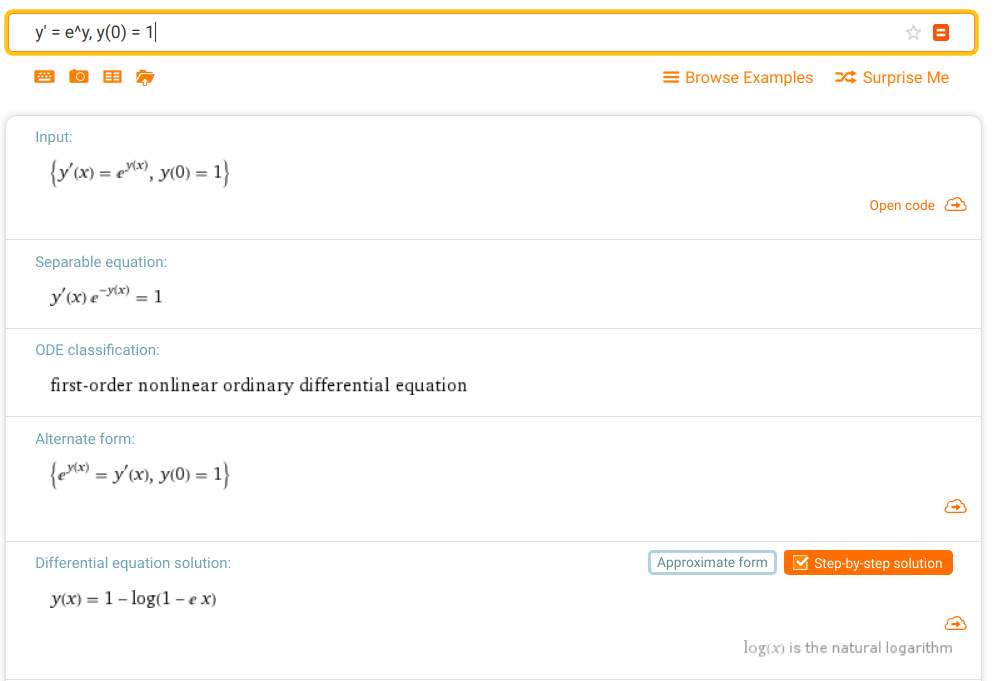 y' = e^y, y(0) = 1
Browse Examples Surprise Me
Input:
{y′(x) = e^y(x), y(0) = 1}
Open code
Separable equation:
y′(x) e^−y(x) = 1
ODE classification:
first-order nonlinear ordinary differential equation
Alternate form:
{e^y(x) = y′(x), y(0) = 1}
Differential equation solution: Approximate form Step-by-step solution
y(x) = 1 − log(1 − e x)
log(x) is the natural logarithm